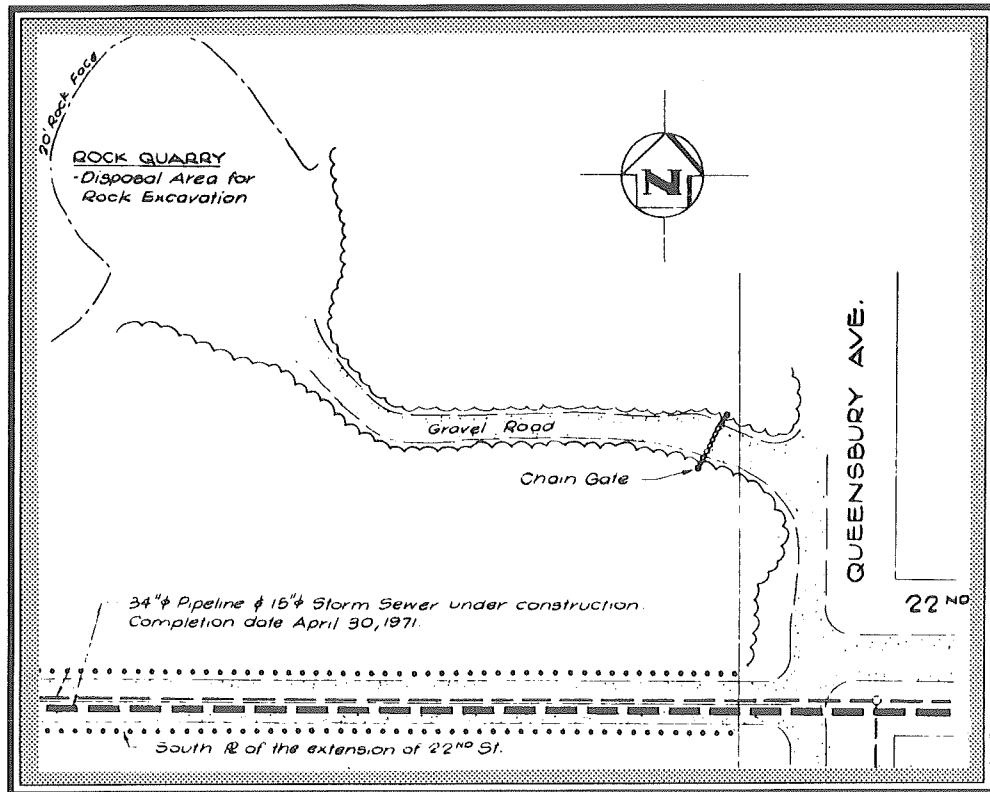 20' Rock Face
ROCK QUARRY
-Disposal Area for
Rock Excavation
N
QUEENSBURY AVE.
Gravel Road
Chain Gate
22ND
34"ϕ Pipeline & 15"ϕ Storm Sewer under construction.
Completion date April 30, 1971.
South ⅊ of the extension of 22ND St.